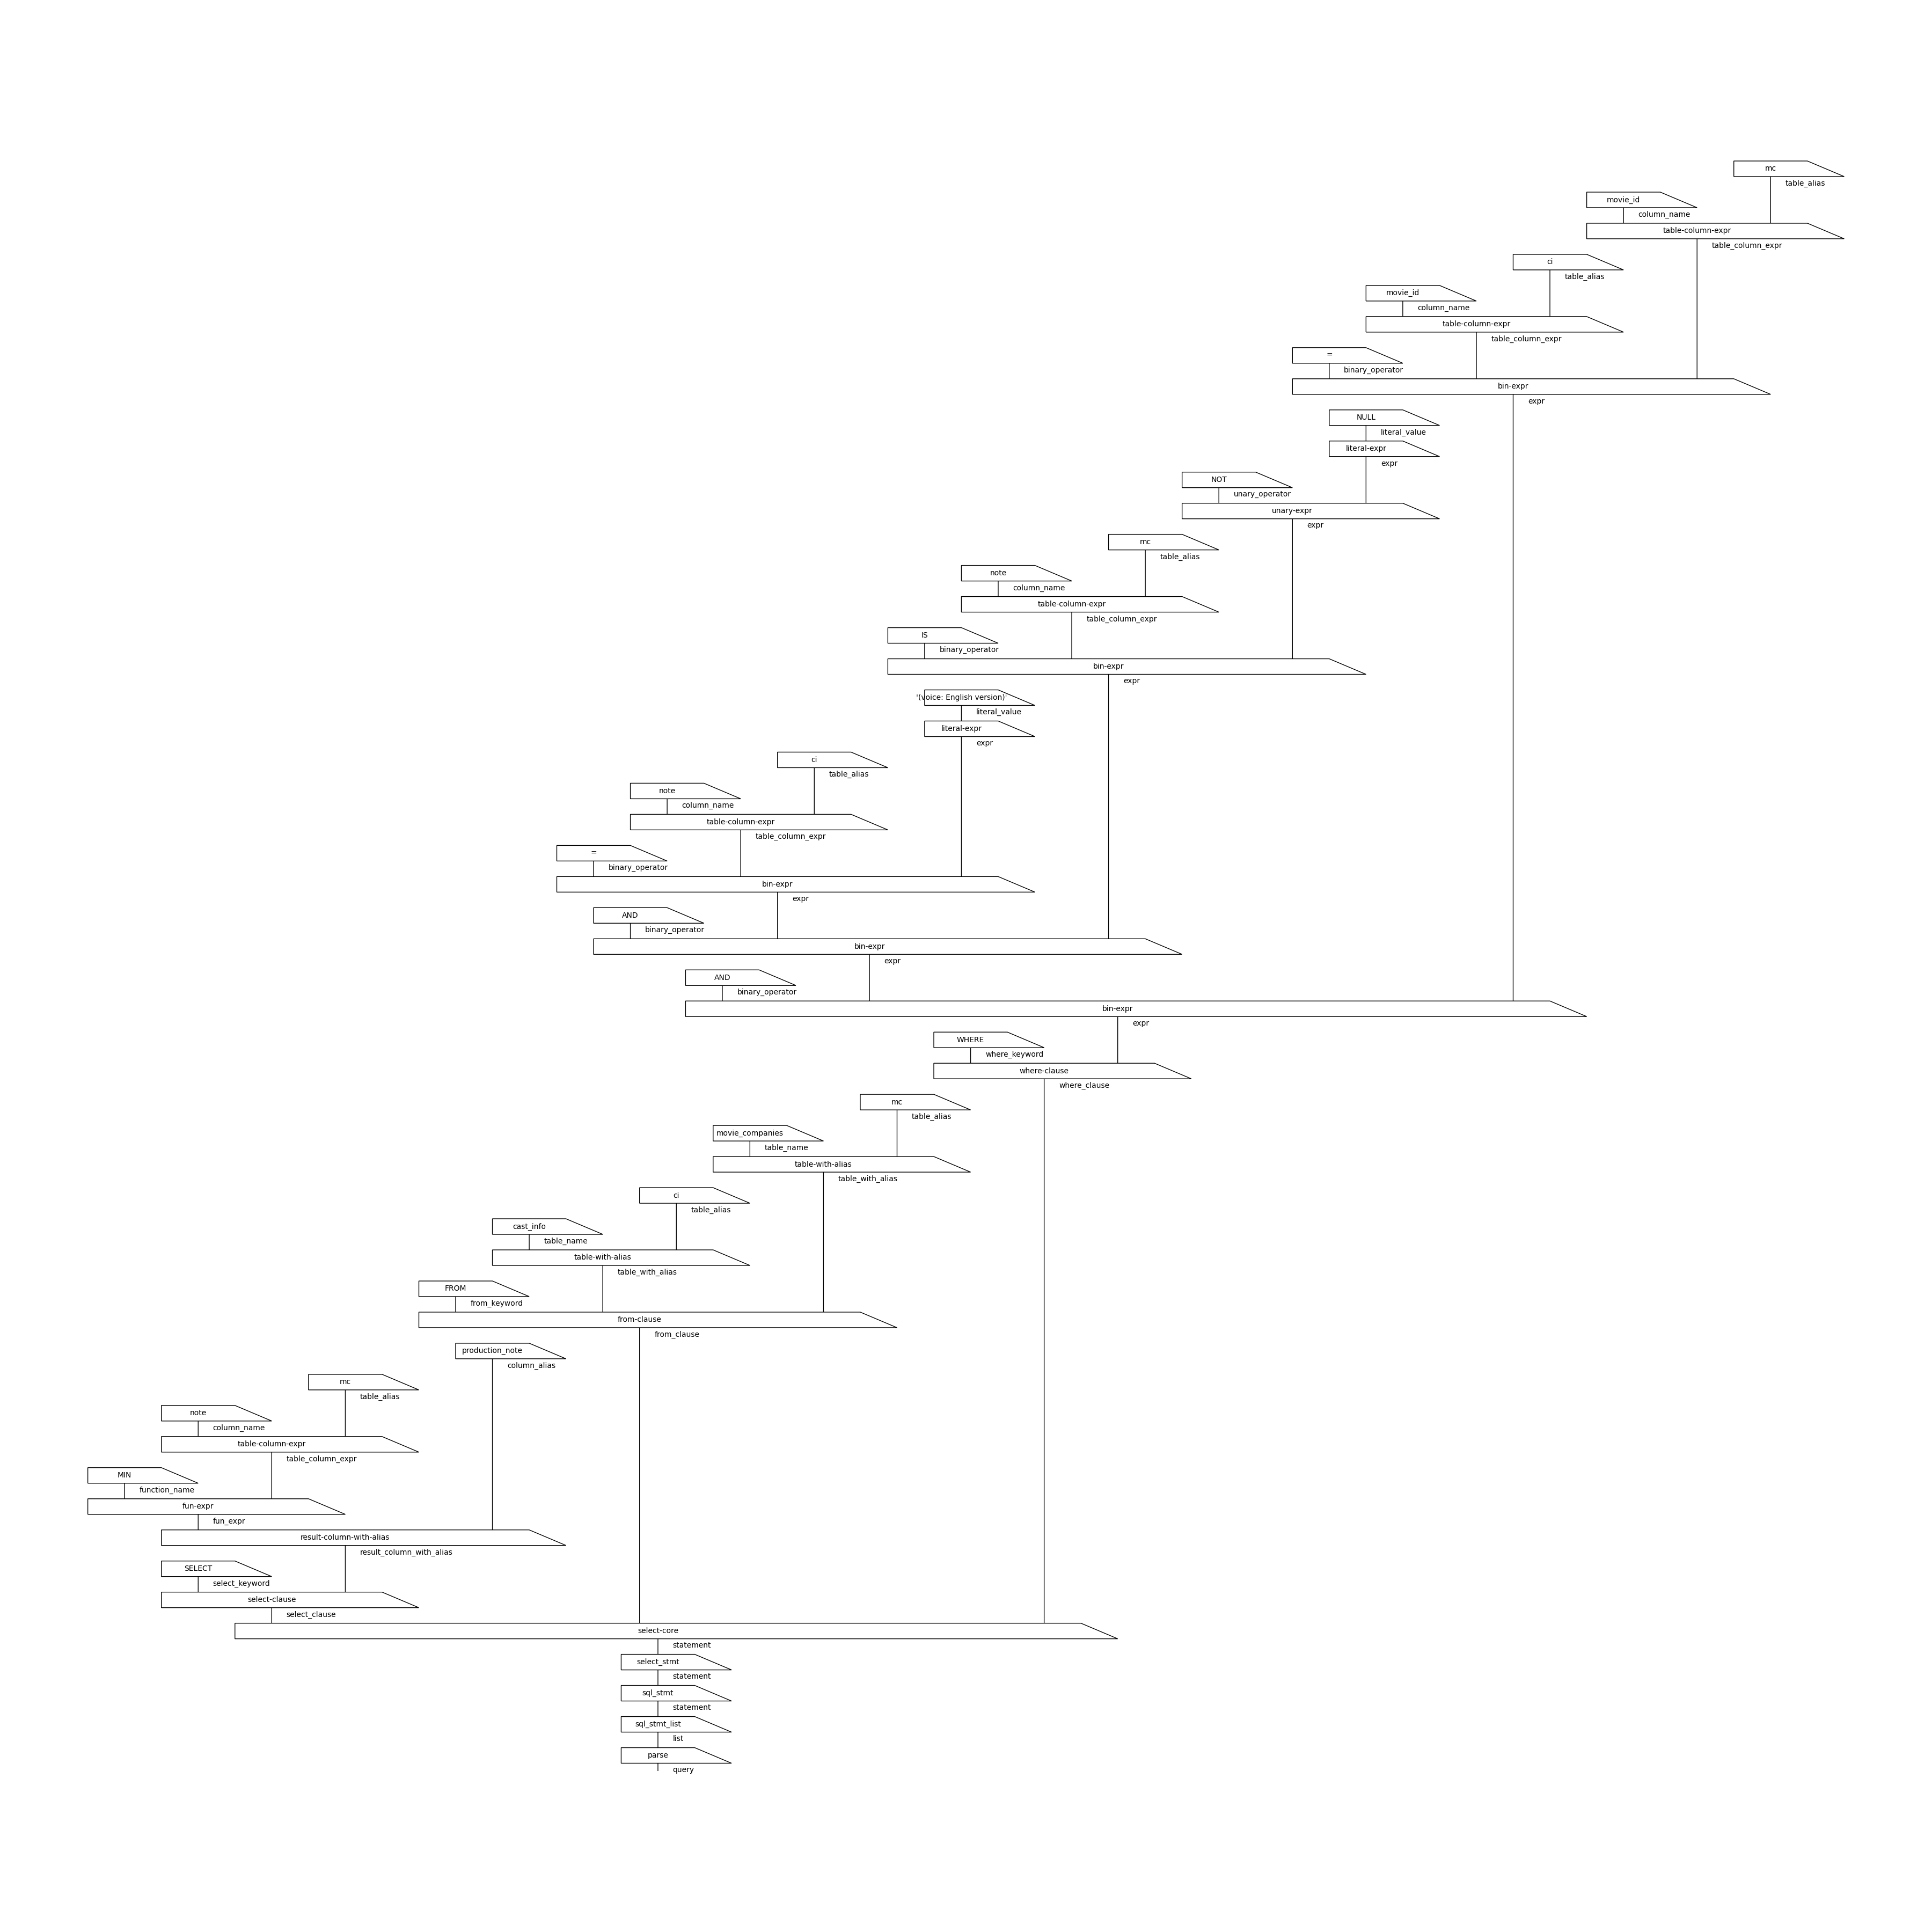 mc
table_alias
movie_id
column_name
table-column-expr
table_column_expr
ci
table_alias
movie_id
column_name
table-column-expr
table_column_expr
=
binary_operator
bin-expr
expr
NULL
literal_value
literal-expr
expr
NOT
unary_operator
unary-expr
expr
mc
table_alias
note
column_name
table-column-expr
table_column_expr
IS
binary_operator
bin-expr
expr
'(voice: English version)'
literal_value
literal-expr
expr
ci
table_alias
note
column_name
table-column-expr
table_column_expr
=
binary_operator
bin-expr
expr
AND
binary_operator
bin-expr
expr
AND
binary_operator
bin-expr
expr
WHERE
where_keyword
where-clause
where_clause
mc
table_alias
movie_companies
table_name
table-with-alias
table_with_alias
ci
table_alias
cast_info
table_name
table-with-alias
table_with_alias
FROM
from_keyword
from-clause
from_clause
production_note
column_alias
mc
table_alias
note
column_name
table-column-expr
table_column_expr
MIN
function_name
fun-expr
fun_expr
result-column-with-alias
result_column_with_alias
SELECT
select_keyword
select-clause
select_clause
select-core
statement
select_stmt
statement
sql_stmt
statement
sql_stmt_list
list
parse
query